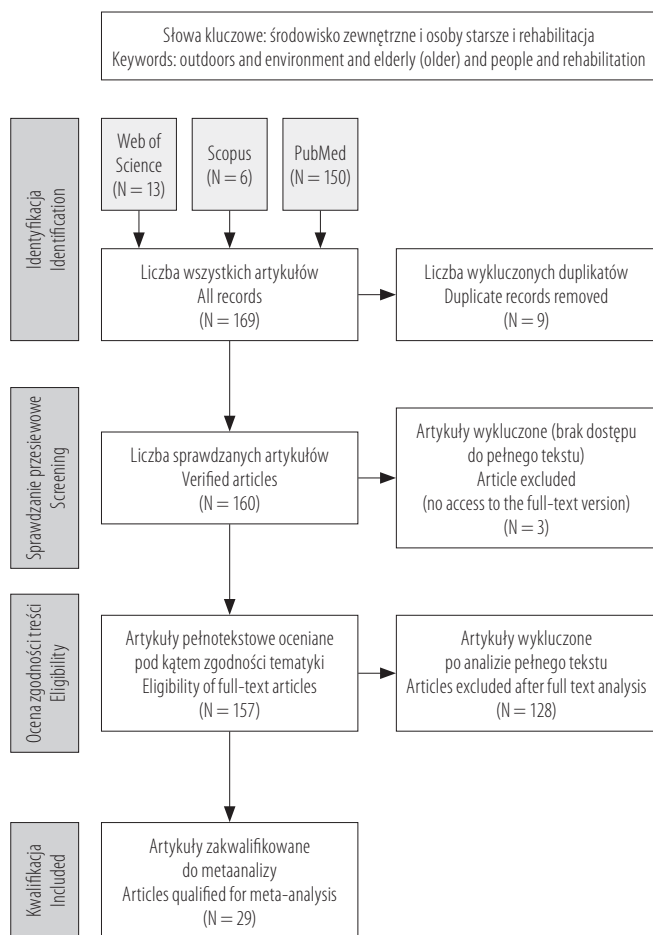 Słowa kluczowe: środowisko zewnętrzne i osoby starsze i rehabilitacja
Keywords: outdoors and environment and elderly (older) and people and rehabilitation
Identyfikacja
Identification
Web of
Science
(N = 13)
Scopus
(N = 6)
PubMed
(N = 150)
Liczba wszystkich artykułów
All records
(N = 169)
Liczba wykluczonych duplikatów
Duplicate records removed
(N = 9)
Sprawdzanie przesiewowe
Screening
Liczba sprawdzanych artykułów
Verified articles
(N = 160)
Artykuły wykluczone (brak dostępu
do pełnego tekstu)
Article excluded
(no access to the full-text version)
(N = 3)
Ocena zgodności treści
Eligibility
Artykuły pełnotekstowe oceniane
pod kątem zgodności tematyki
Eligibility of full-text articles
(N = 157)
Artykuły wykluczone
po analizie pełnego tekstu
Articles excluded after full text analysis
(N = 128)
Kwalifikacja
Included
Artykuły zakwalifikowane
do metaanalizy
Articles qualified for meta-analysis
(N = 29)